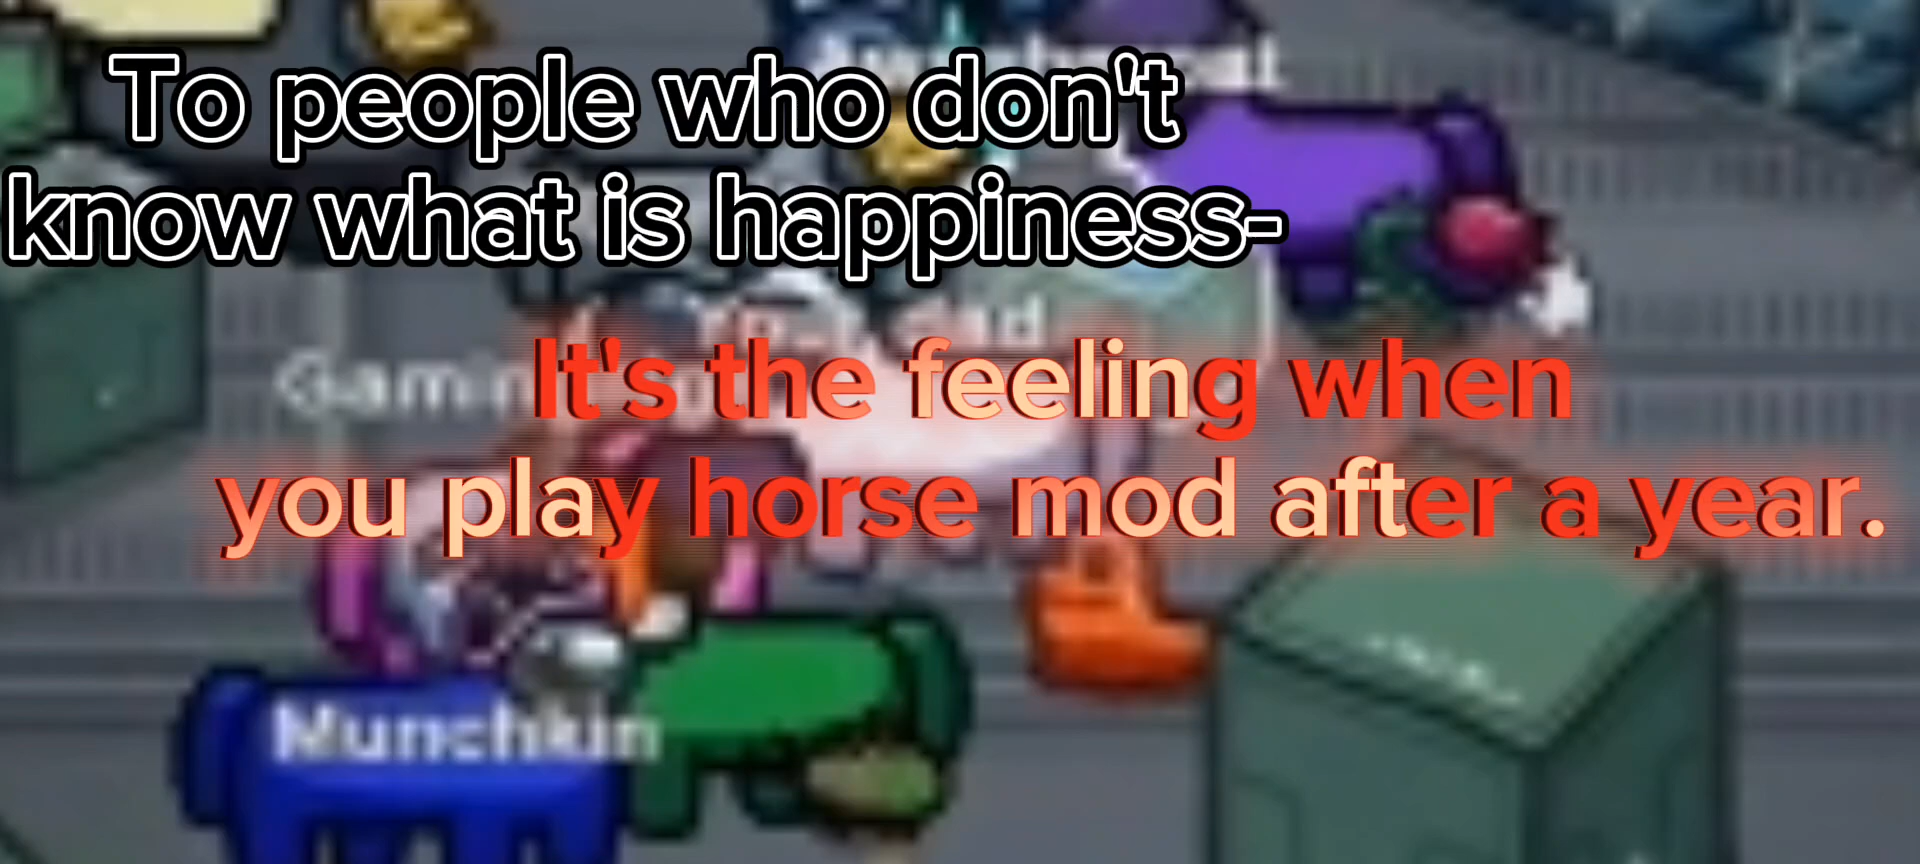 To people who don't
know what is happiness-
It's the feeling when
you play horse mod after a year.
Munchkin